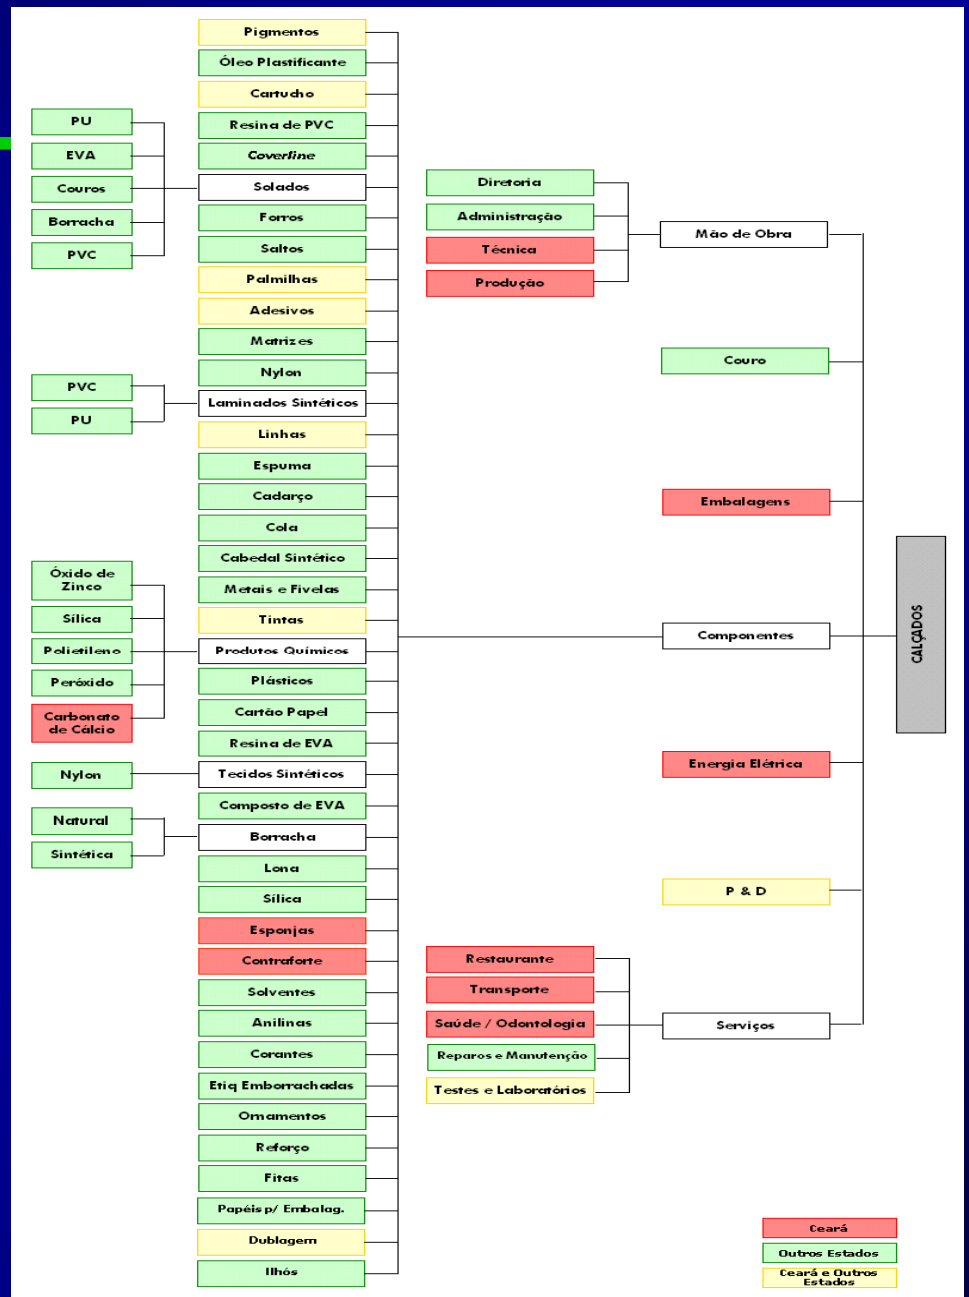 PU
EVA
Couros
Borracha
PVC
PVC
PU
Óxido de
Zinco
Sílica
Polietileno
Peróxido
Carbonato
de Cálcio
Nylon
Natural
Sintética
Pigmentos
Óleo Plastificante
Cartucho
Resina de PVC
Coverline
Solados
Forros
Saltos
Palmilhas
Adesivos
Matrizes
Nylon
Laminados Sintéticos
Linhas
Espuma
Cadarço
Cola
Cabedal Sintético
Metais e Fivelas
Tintas
Produtos Químicos
Plásticos
Cartão Papel
Resina de EVA
Tecidos Sintéticos
Composto de EVA
Borracha
Lona
Sílica
Esponjas
Contraforte
Solventes
Anilinas
Corantes
Etiq Emborrachadas
Ornamentos
Reforço
Fitas
Papéis p/ Embalag.
Dublagem
Ilhós
Diretoria
Administração
Técnica
Produção
Restaurante
Transporte
Saúde / Odontologia
Reparos e Manutenção
Testes e Laboratórios
Mão de Obra
Couro
Embalagens
Componentes
Energia Elétrica
P & D
Serviços
CALÇADOS
Ceará
Outros Estados
Ceará e Outros
Estados